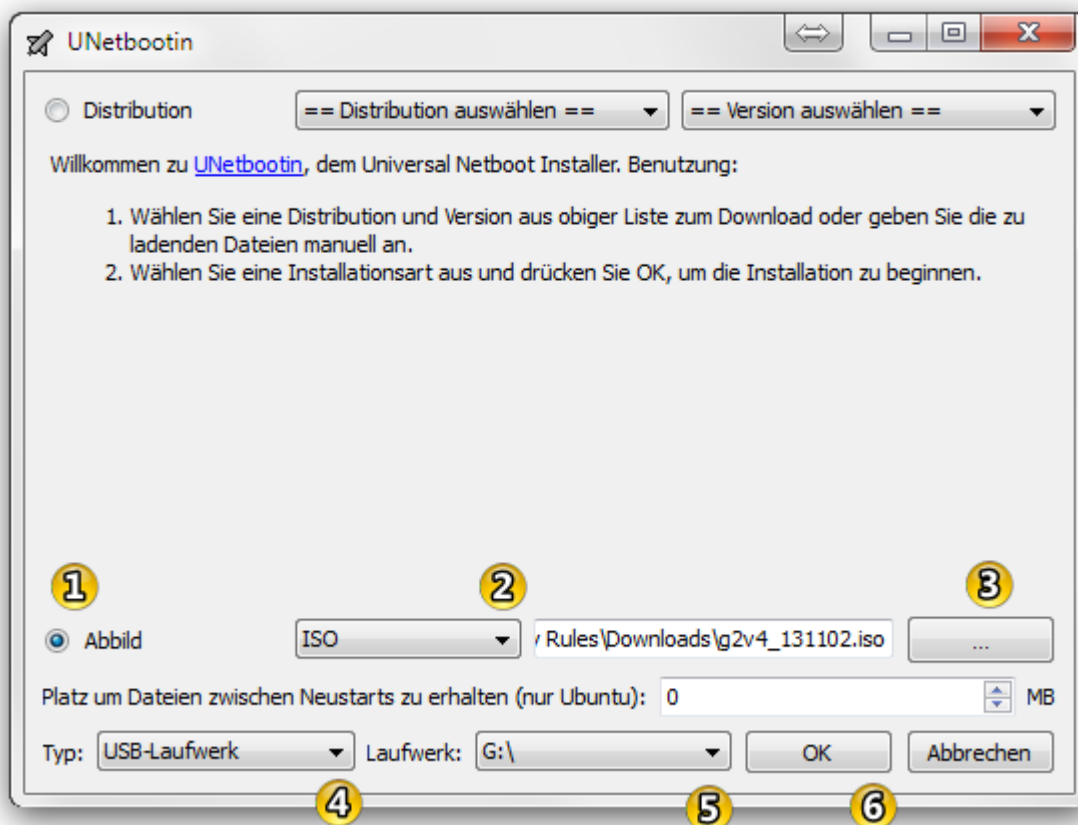 UNetbootin
Distribution == Distribution auswählen == == Version auswählen ==
Willkommen zu UNetbootin, dem Universal Netboot Installer. Benutzung:
1. Wählen Sie eine Distribution und Version aus obiger Liste zum Download oder geben Sie die zu
ladenden Dateien manuell an.
2. Wählen Sie eine Installationsart aus und drücken Sie OK, um die Installation zu beginnen.
1 2 3
Abbild ISO Rules\Downloads\g2v4_131102.iso ...
Platz um Dateien zwischen Neustarts zu erhalten (nur Ubuntu): 0 MB
Typ: USB-Laufwerk Laufwerk: G:\ OK Abbrechen
4 5 6